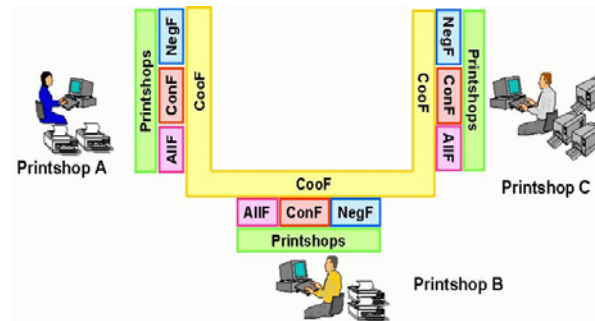 Printshops
NegF
ConF
AllF
CooF
Printshop A
CooF
NegF
ConF
AllF
Printshops
Printshop C
CooF
AllF ConF NegF
Printshops
Printshop B